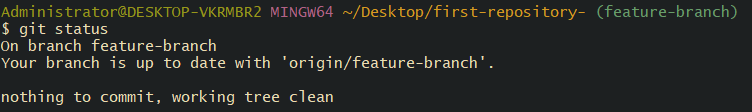 Administrator@DESKTOP-VKRMBR2 MINGW64 ~/Desktop/first-repository- (feature-branch)
$ git status
On branch feature-branch
Your branch is up to date with 'origin/feature-branch'.
nothing to commit, working tree clean